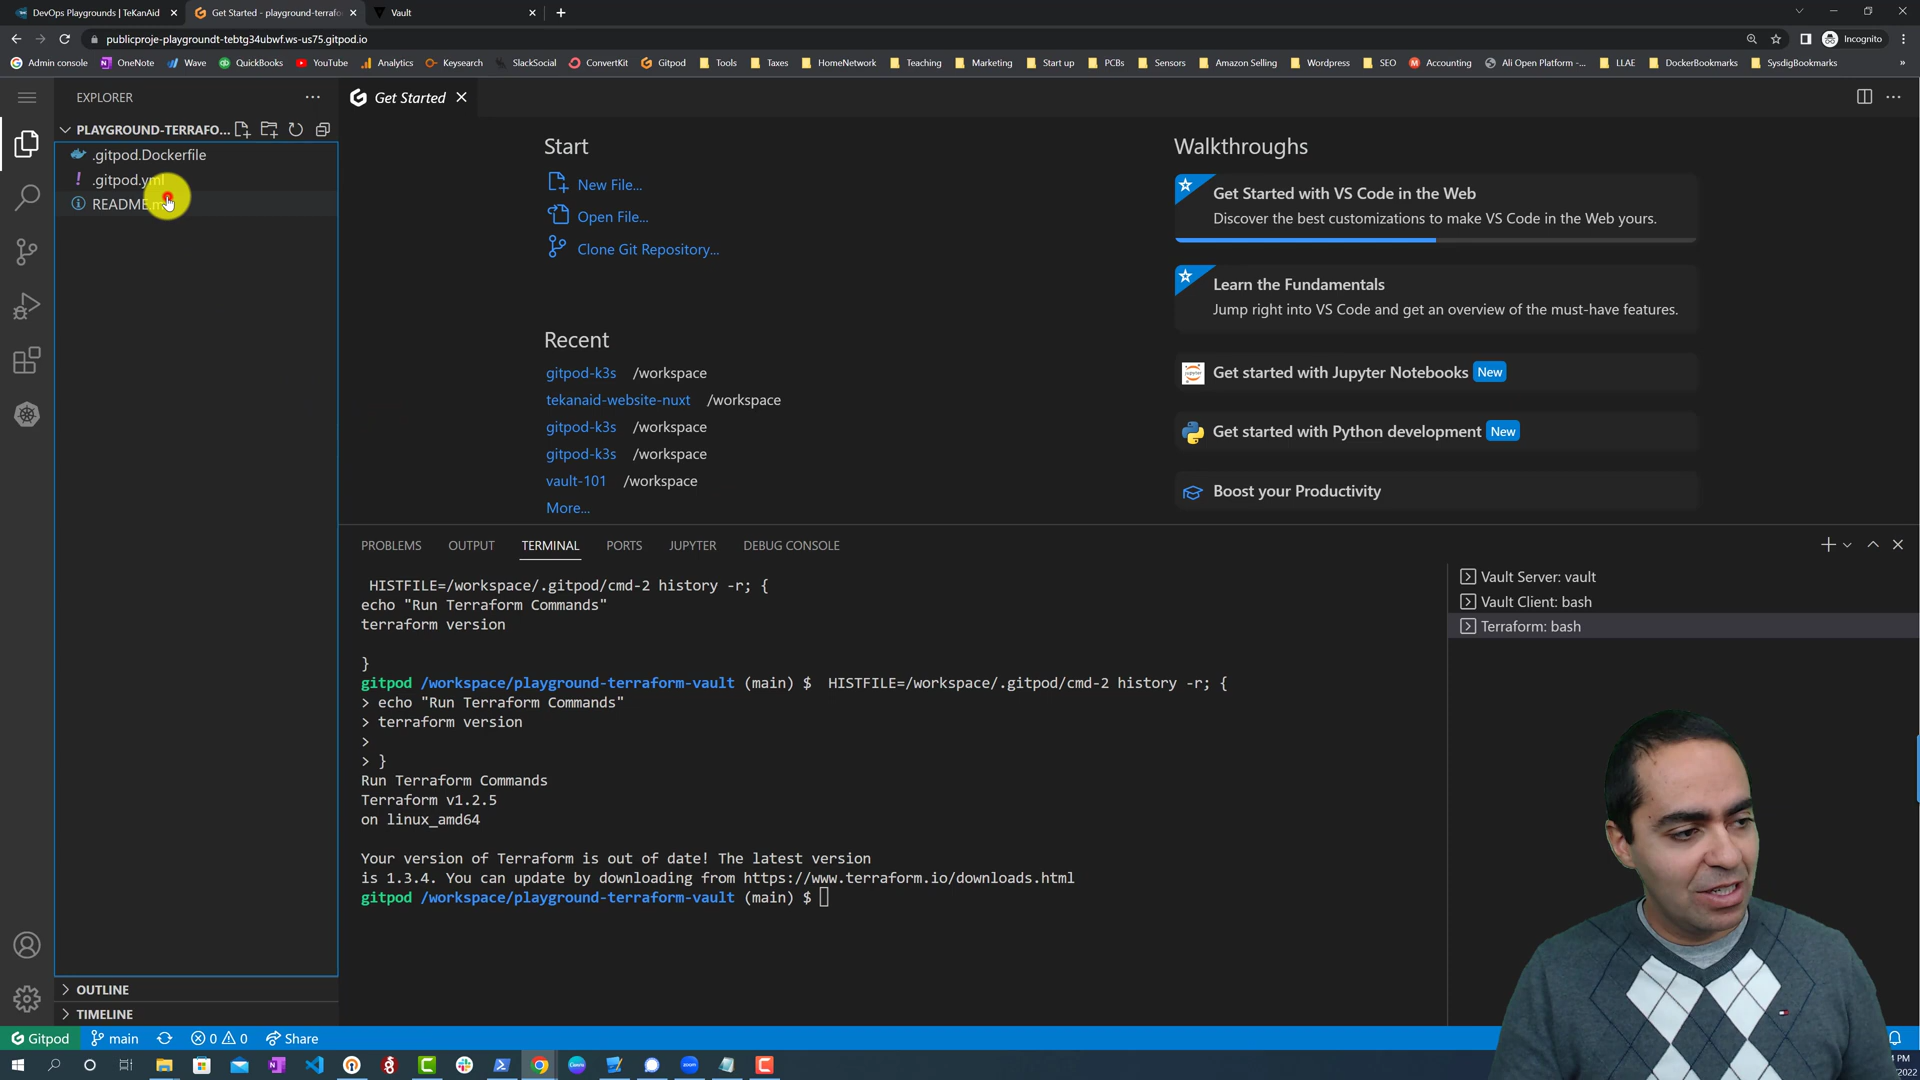 DevOps Playgrounds | TeKanAid
Get Started - playground-terrafo
Vault
publicproje-playgroundt-tebtg34ubwf.ws-us75.gitpod.io
Incognito
Admin console
OneNote
Wave
QuickBooks
YouTube
Analytics
Keysearch
SlackSocial
ConvertKit
Gitpod
Tools
Taxes
HomeNetwork
Teaching
Marketing
Start up
PCBs
Sensors
Amazon Selling
Wordpress
SEO
Accounting
Ali Open Platform -...
LLAE
DockerBookmarks
SysdigBookmarks
»
EXPLORER
Get Started
PLAYGROUND-TERRAFO...
.gitpod.Dockerfile
.gitpod.yml
README.m
Start
New File...
Open File...
Clone Git Repository...
Recent
gitpod-k3s /workspace
tekanaid-website-nuxt /workspace
gitpod-k3s /workspace
gitpod-k3s /workspace
vault-101 /workspace
More...
Walkthroughs
Get Started with VS Code in the Web
Discover the best customizations to make VS Code in the Web yours.
Learn the Fundamentals
Jump right into VS Code and get an overview of the must-have features.
Get started with Jupyter Notebooks New
Get started with Python development New
Boost your Productivity
PROBLEMS OUTPUT TERMINAL PORTS JUPYTER DEBUG CONSOLE
HISTFILE=/workspace/.gitpod/cmd-2 history -r; {
echo "Run Terraform Commands"
terraform version
}
gitpod /workspace/playground-terraform-vault (main) $  HISTFILE=/workspace/.gitpod/cmd-2 history -r; {
> echo "Run Terraform Commands"
> terraform version
>
> }
Run Terraform Commands
Terraform v1.2.5
on linux_amd64
Your version of Terraform is out of date! The latest version
is 1.3.4. You can update by downloading from https://www.terraform.io/downloads.html
gitpod /workspace/playground-terraform-vault (main) $
Vault Server: vault
Vault Client: bash
Terraform: bash
OUTLINE
TIMELINE
Gitpod
main
0
0
Share
PM
/2022